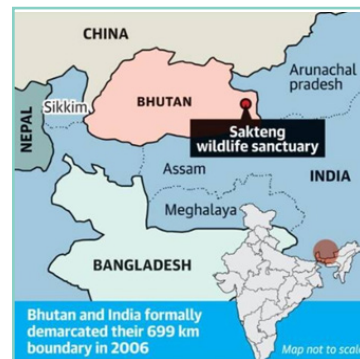 CHINA
Arunachal
pradesh
Sikkim
BHUTAN
NEPAL
Sakteng
wildlife sanctuary
Assam
INDIA
Meghalaya
BANGLADESH
Bhutan and India formally
demarcated their 699 km
boundary in 2006
Map not to scale